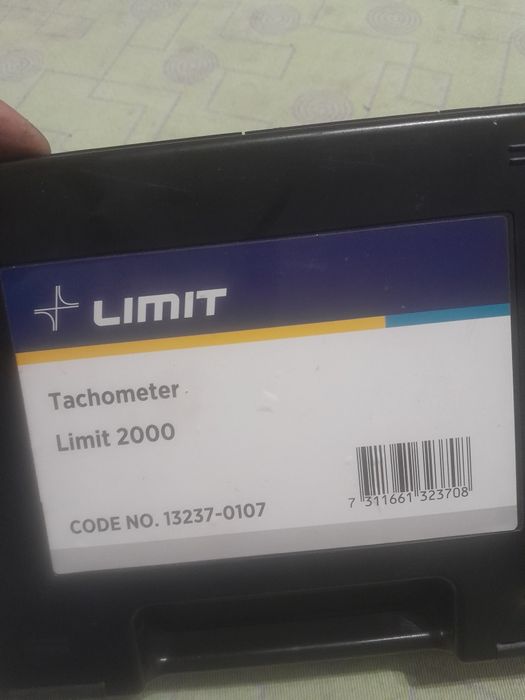 LIMIT
Tachometer
Limit 2000
CODE NO. 13237-0107
7 311661 323708